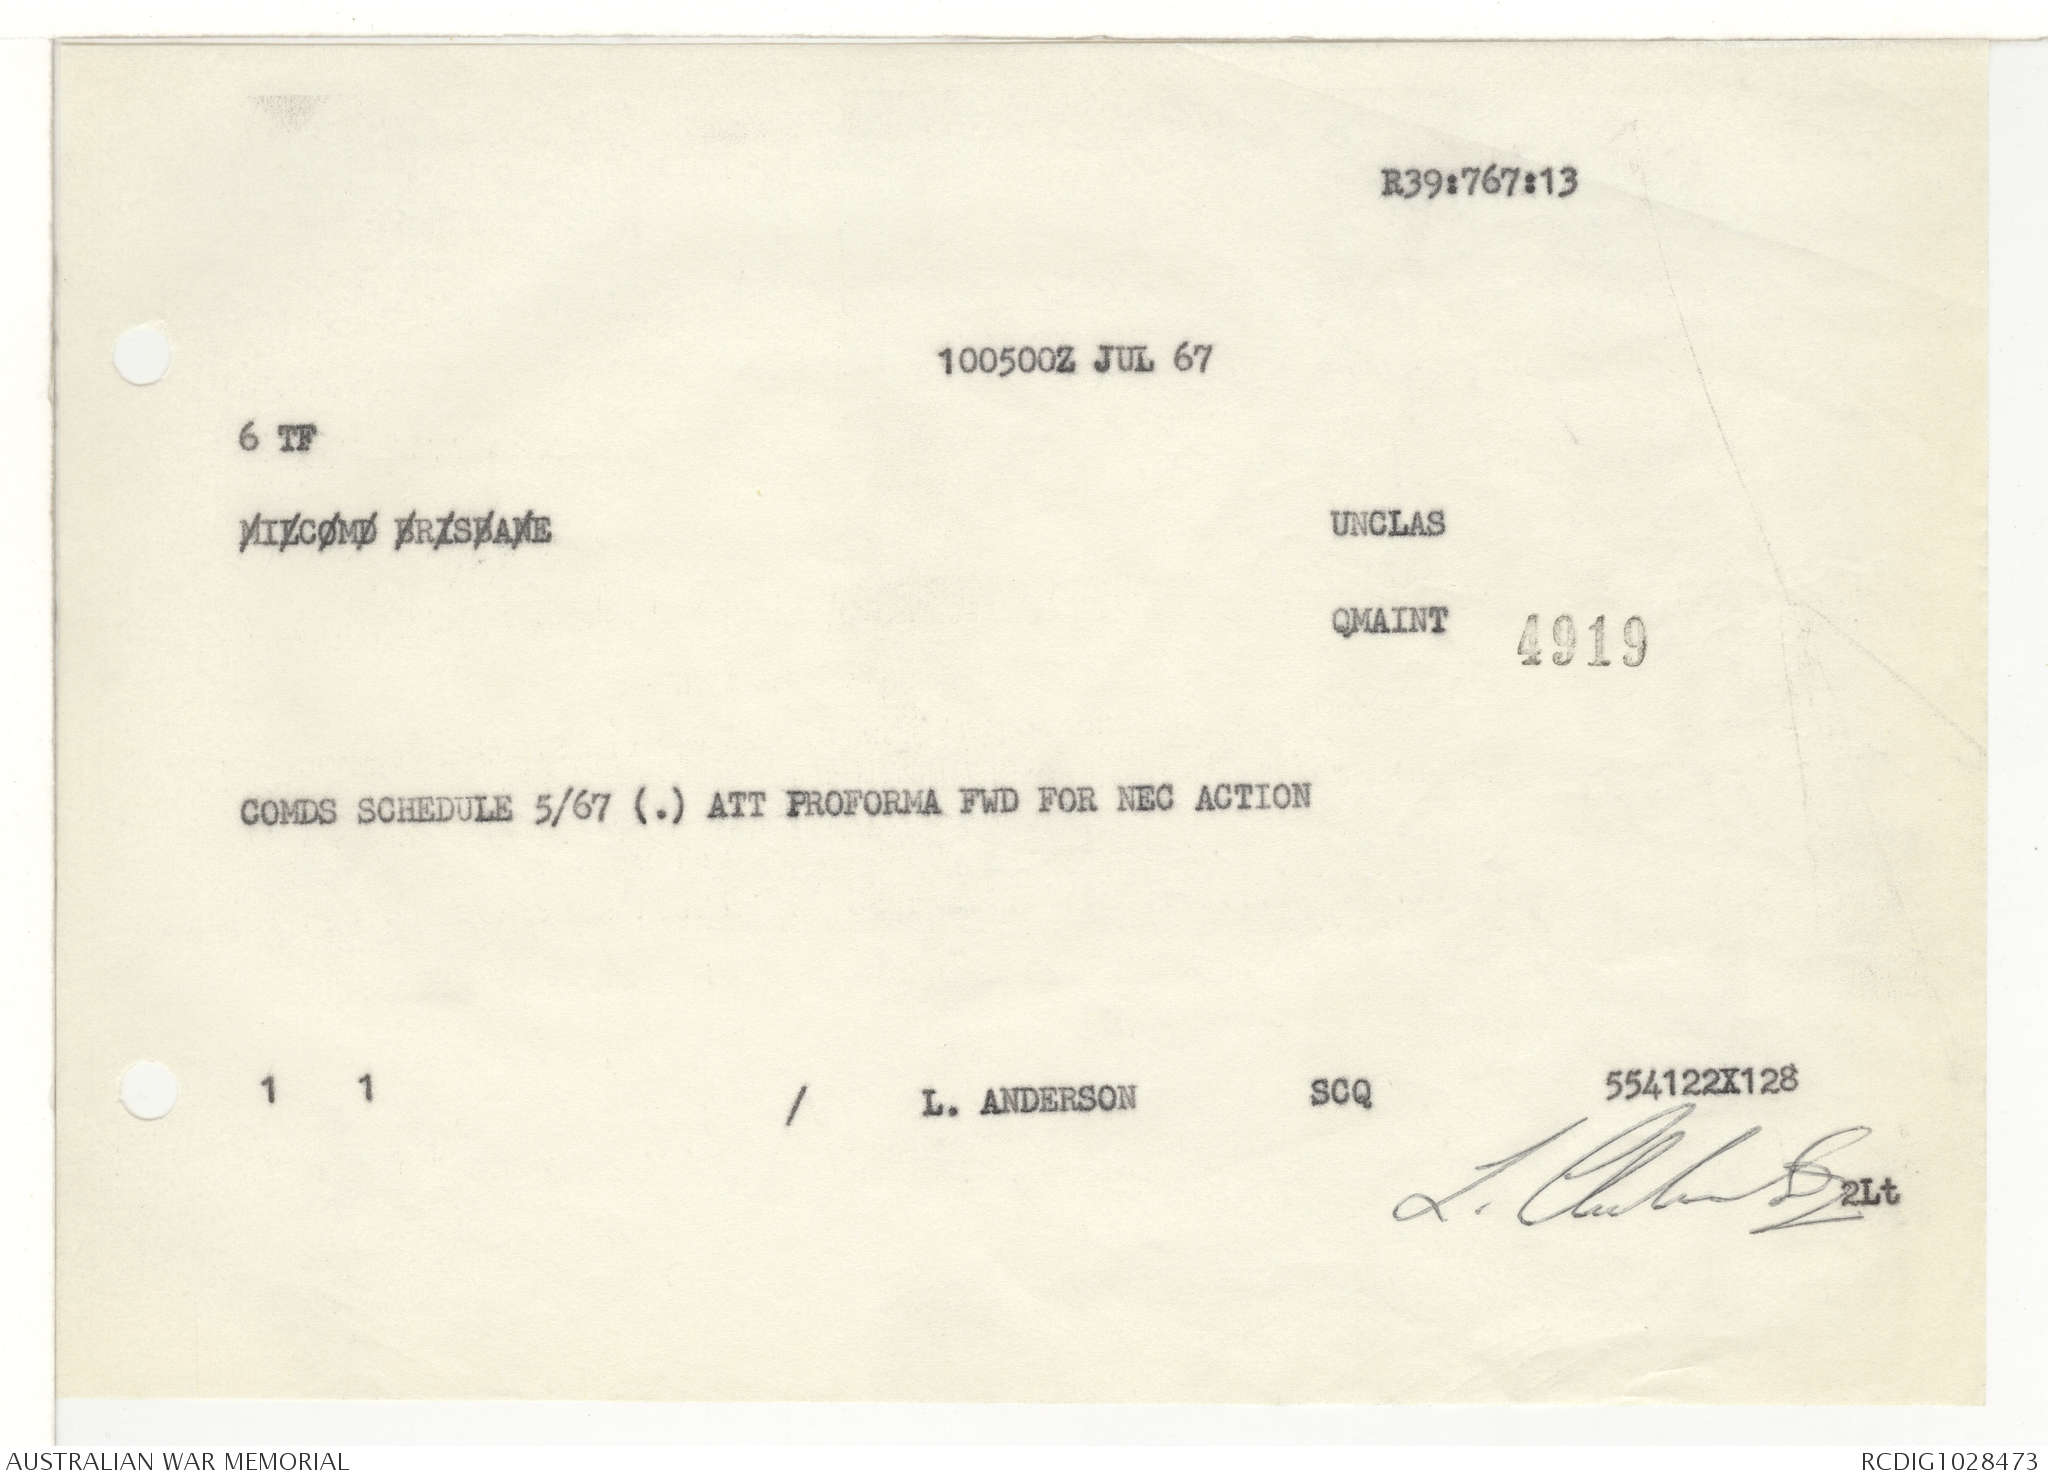 R39:767:13
100500Z JUL 67
6 TF
MILCOMD BRISBANE
UNCLAS
QMAINT 4919
COMDS SCHEDULE 5/67 (.) ATT PROFORMA FWD FOR NEC ACTION
1 1 / L. ANDERSON SCQ 554122X128
L. Anderson 2Lt
AUSTRALIAN WAR MEMORIAL RCDIG1028473